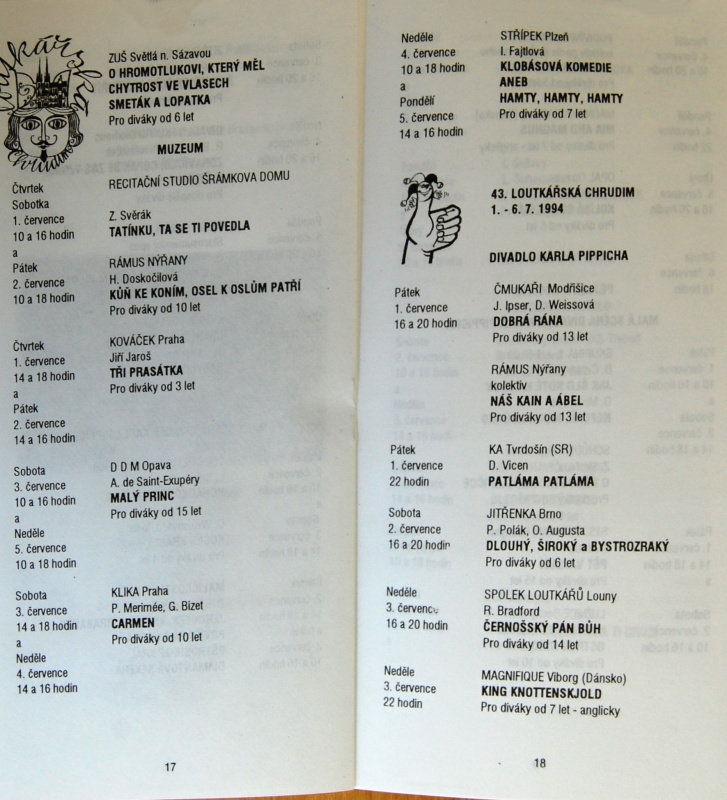 ZUŠ Světlá n. Sázavou
O HROMOTLUKOVI, KTERÝ MĚL
CHYTROST VE VLASECH
SMETÁK A LOPATKA
Pro diváky od 6 let
MUZEUM
Čtvrtek
Sobotka
1. července
10 a 16 hodin
a
Pátek
2. července
10 a 18 hodin
RECITAČNÍ STUDIO ŠRÁMKOVA DOMU
Z. Svěrák
TATÍNKU, TA SE TI POVEDLA
RÁMUS NÝŘANY
H. Doskočilová
KŮŇ KE KONÍM, OSEL K OSLŮM PATŘÍ
Pro diváky od 10 let
Čtvrtek
1. července
14 a 18 hodin
a
Pátek
2. července
14 a 16 hodin
KOVÁČEK Praha
Jiří Jaroš
TŘI PRASÁTKA
Pro diváky od 3 let
Sobota
3. července
10 a 16 hodin
a
Neděle
5. července
10 a 18 hodin
D D M Opava
A. de Saint-Exupéry
MALÝ PRINC
Pro diváky od 15 let
Sobota
3. července
14 a 18 hodin
a
Neděle
4. července
14 a 16 hodin
KLIKA Praha
P. Merimée, G. Bizet
CARMEN
Pro diváky od 10 let
17
Neděle
4. července
10 a 18 hodin
a
Pondělí
5. července
14 a 16 hodin
STŘÍPEK Plzeň
I. Fajtlová
KLOBÁSOVÁ KOMEDIE
ANEB
HAMTY, HAMTY, HAMTY
Pro diváky od 7 let
43. LOUTKÁŘSKÁ CHRUDIM
1. - 6. 7. 1994
DIVADLO KARLA PIPPICHA
Pátek
1. července
16 a 20 hodin
ČMUKAŘI Modřišice
J. Ipser, D. Weissová
DOBRÁ RÁNA
Pro diváky od 13 let
RÁMUS Nýřany
kolektiv
NÁŠ KAIN A ÁBEL
Pro diváky od 13 let
Pátek
1. července
22 hodin
KA Tvrdošín (SR)
D. Vicen
PATLÁMA PATLÁMA
Sobota
2. července
16 a 20 hodin
JITŘENKA Brno
P. Polák, O. Augusta
DLOUHÝ, ŠIROKÝ a BYSTROZRAKÝ
Pro diváky od 6 let
Neděle
3. července
16 a 20 hodin
SPOLEK LOUTKÁŘŮ Louny
R. Bradford
ČERNOŠSKÝ PÁN BŮH
Pro diváky od 14 let
Neděle
3. července
22 hodin
MAGNIFIQUE Viborg (Dánsko)
KING KNOTTENSKJOLD
Pro diváky od 7 let - anglicky
18